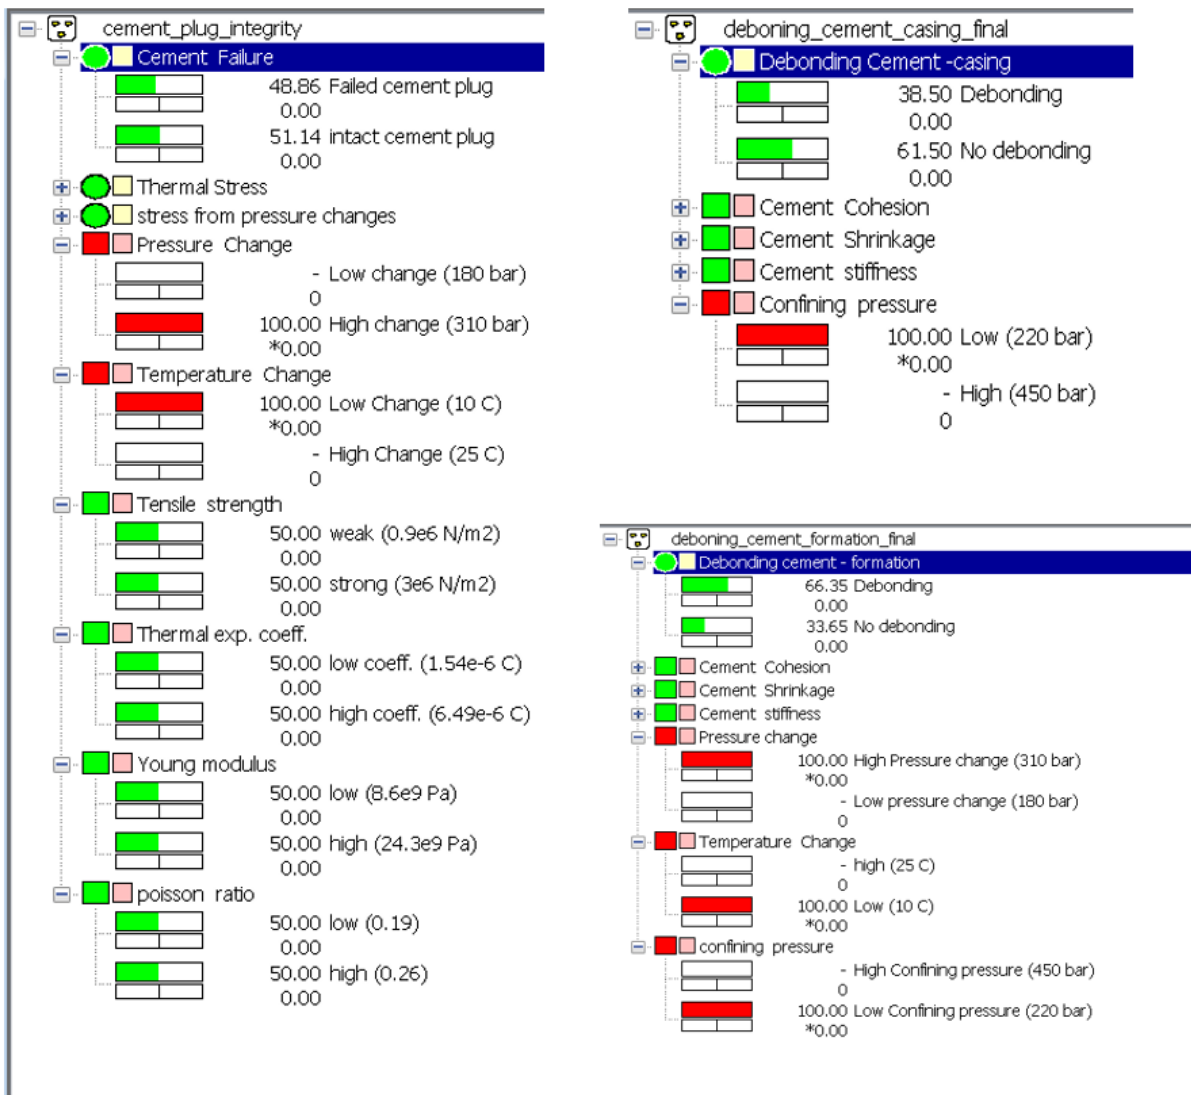 cement_plug_integrity
Cement Failure
48.86 Failed cement plug
0.00
51.14 intact cement plug
0.00
Thermal Stress
stress from pressure changes
Pressure Change
- Low change (180 bar)
0
100.00 High change (310 bar)
*0.00
Temperature Change
100.00 Low Change (10 C)
*0.00
- High Change (25 C)
0
Tensile strength
50.00 weak (0.9e6 N/m2)
0.00
50.00 strong (3e6 N/m2)
0.00
Thermal exp. coeff.
50.00 low coeff. (1.54e-6 C)
0.00
50.00 high coeff. (6.49e-6 C)
0.00
Young modulus
50.00 low (8.6e9 Pa)
0.00
50.00 high (24.3e9 Pa)
0.00
poisson ratio
50.00 low (0.19)
0.00
50.00 high (0.26)
0.00
deboning_cement_casing_final
Debonding Cement -casing
38.50 Debonding
0.00
61.50 No debonding
0.00
Cement Cohesion
Cement Shrinkage
Cement stiffness
Confining pressure
100.00 Low (220 bar)
*0.00
- High (450 bar)
0
deboning_cement_formation_final
Debonding cement - formation
66.35 Debonding
0.00
33.65 No debonding
0.00
Cement Cohesion
Cement Shrinkage
Cement stiffness
Pressure change
100.00 High Pressure change (310 bar)
*0.00
- Low pressure change (180 bar)
0
Temperature Change
- high (25 C)
0
100.00 Low (10 C)
*0.00
confining pressure
- High Confining pressure (450 bar)
0
100.00 Low Confining pressure (220 bar)
*0.00